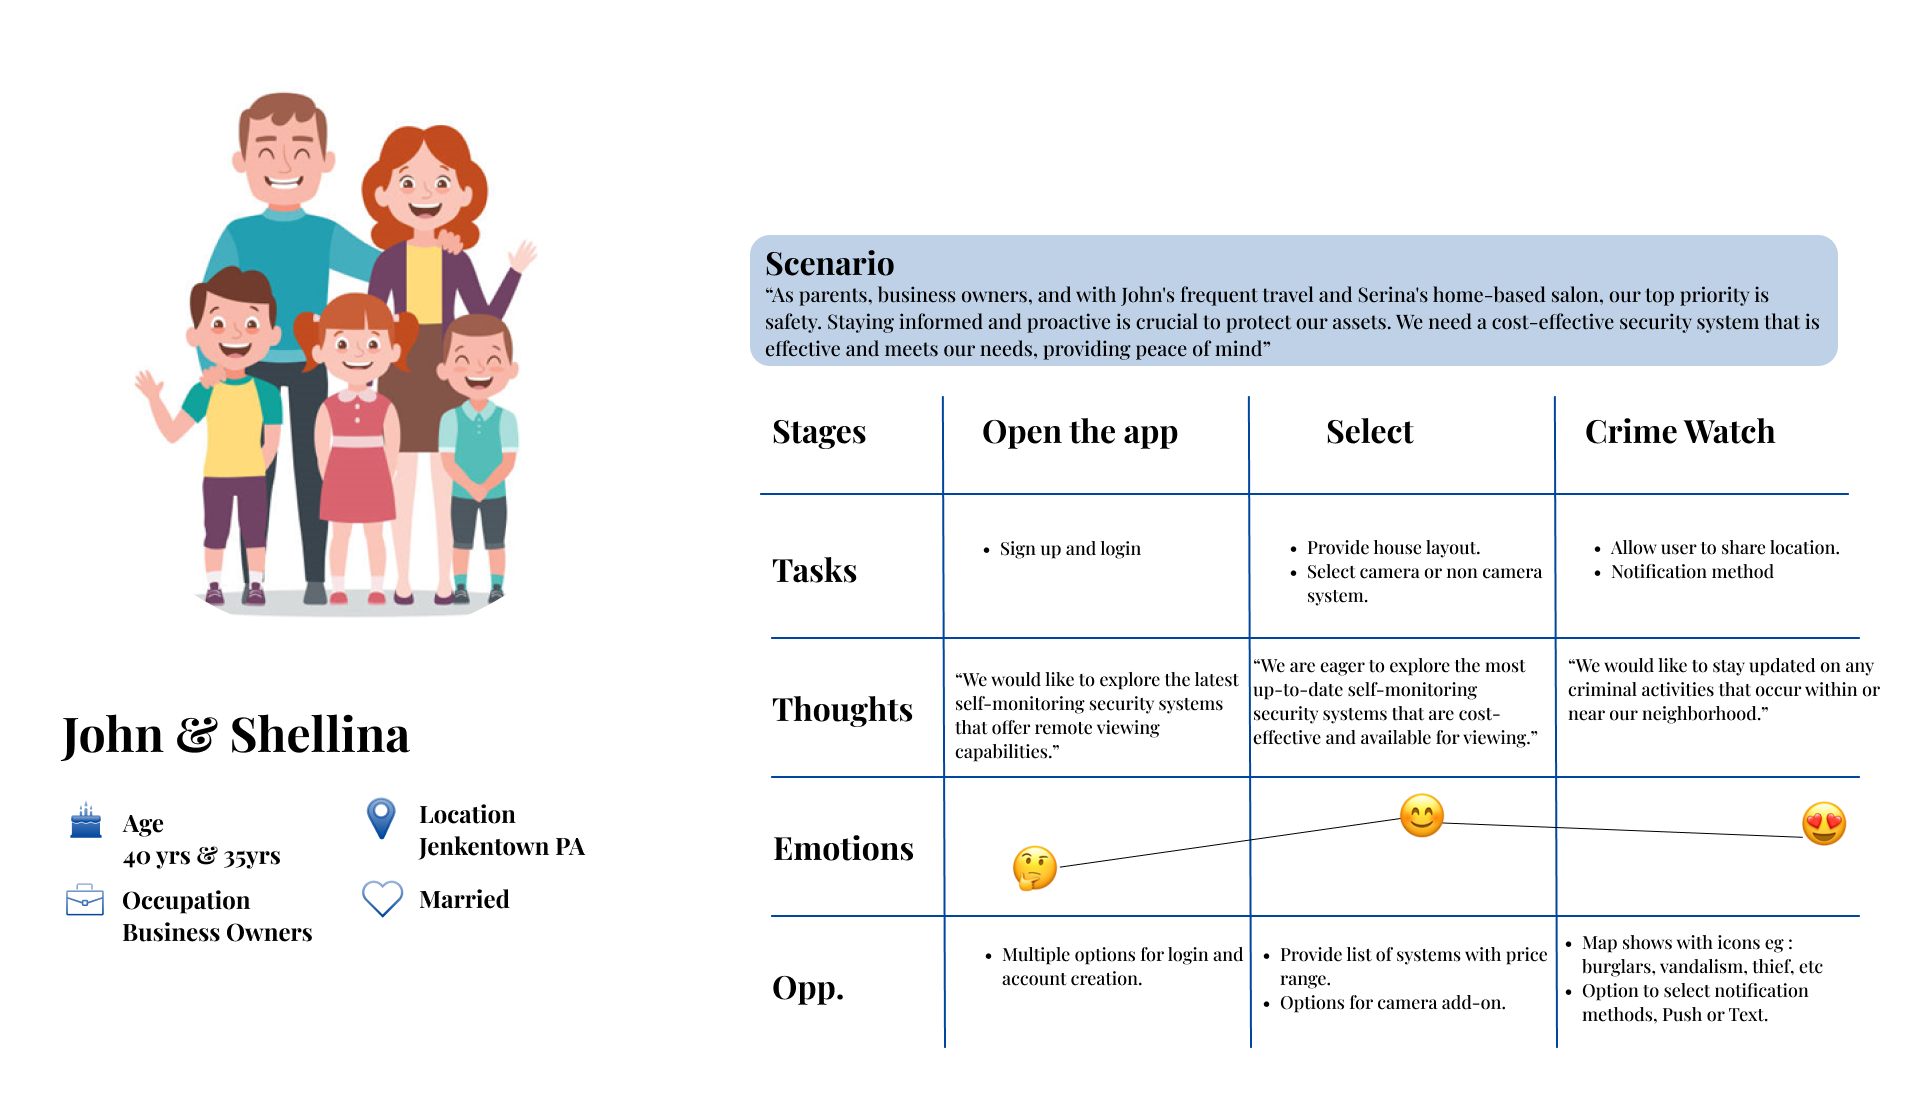 John & Shellina
Age
40 yrs & 35yrs
Location
Jenkentown PA
Occupation
Business Owners
Married
Scenario
“As parents, business owners, and with John's frequent travel and Serina's home-based salon, our top priority is
safety. Staying informed and proactive is crucial to protect our assets. We need a cost-effective security system that is
effective and meets our needs, providing peace of mind”
Stages
Open the app
Select
Crime Watch
Tasks
• Sign up and login
• Provide house layout.
• Select camera or non camera
system.
• Allow user to share location.
• Notification method
Thoughts
“We would like to explore the latest
self-monitoring security systems
that offer remote viewing
capabilities.”
“We are eager to explore the most
up-to-date self-monitoring
security systems that are cost-
effective and available for viewing.”
“We would like to stay updated on any
criminal activities that occur within or
near our neighborhood.”
Emotions
Opp.
• Multiple options for login and
account creation.
• Provide list of systems with price
range.
• Options for camera add-on.
• Map shows with icons eg :
burglars, vandalism, thief, etc
• Option to select notification
methods, Push or Text.